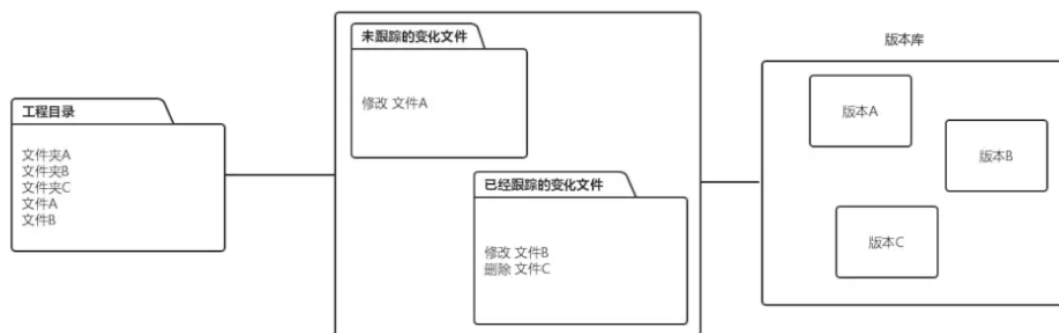 工程目录
文件夹A
文件夹B
文件夹C
文件A
文件B
未跟踪的变化文件
修改 文件A
已经跟踪的变化文件
修改 文件B
删除 文件C
版本库
版本A
版本B
版本C